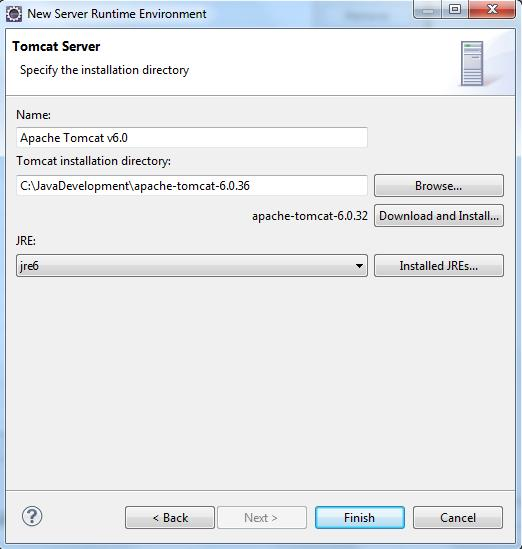 New Server Runtime Environment
Tomcat Server
Specify the installation directory
Name:
Apache Tomcat v6.0
Tomcat installation directory:
C:\JavaDevelopment\apache-tomcat-6.0.36
Browse...
apache-tomcat-6.0.32
Download and Install...
JRE:
jre6
Installed JREs...
?
< Back
Next >
Finish
Cancel